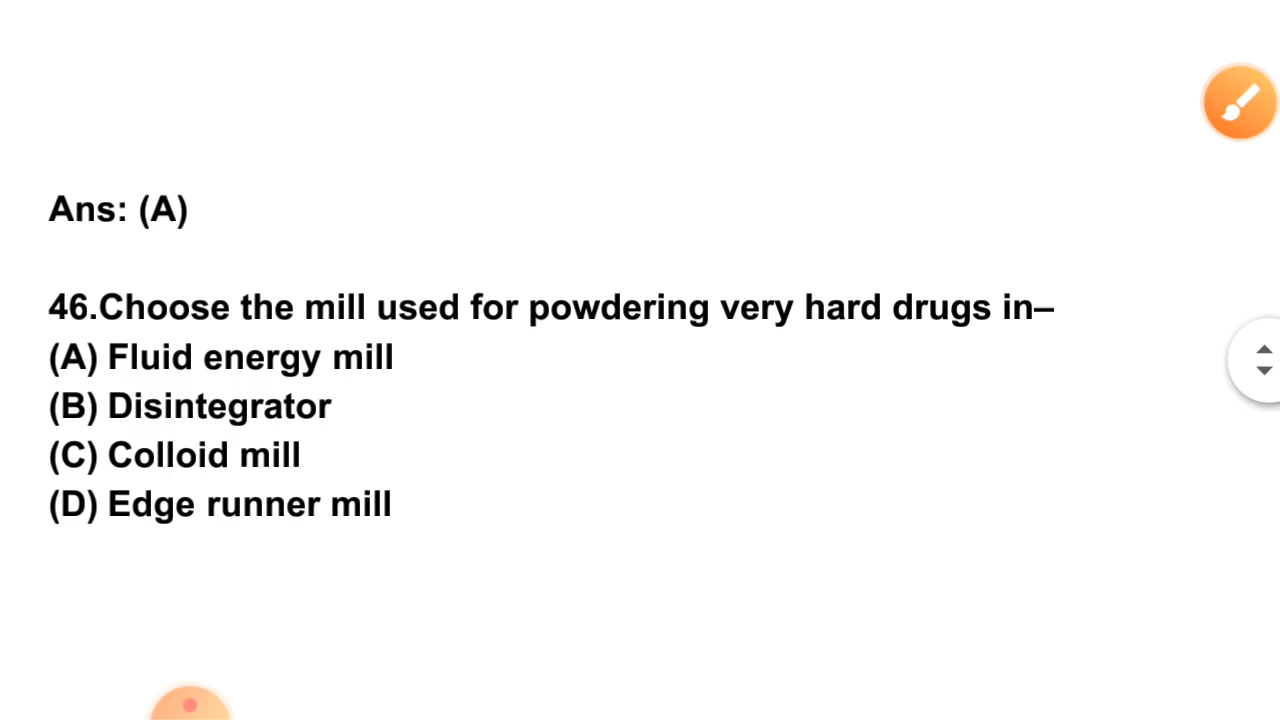 Ans: (A)
46.Choose the mill used for powdering very hard drugs in–
(A) Fluid energy mill
(B) Disintegrator
(C) Colloid mill
(D) Edge runner mill